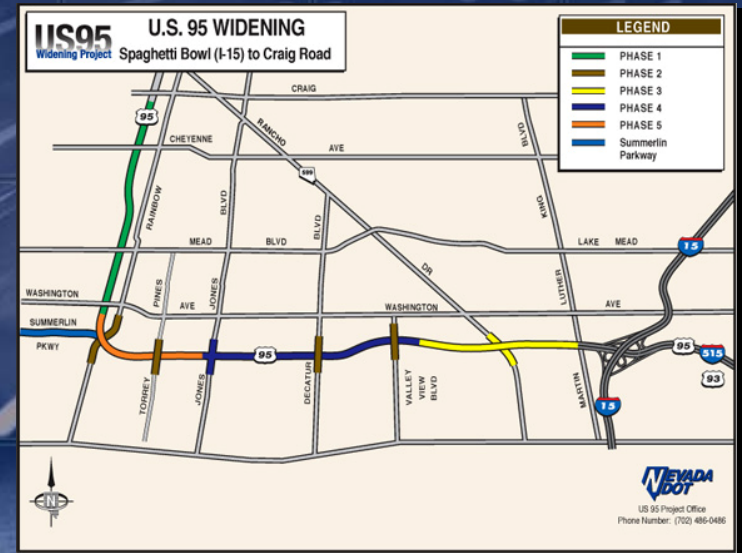 US95
Widening Project
U.S. 95 WIDENING
Spaghetti Bowl (I-15) to Craig Road
LEGEND
PHASE 1
PHASE 2
PHASE 3
PHASE 4
PHASE 5
Summerlin
Parkway
CRAIG
95
RANCHO
CHEYENNE
AVE
BLVD
599
RAINBOW
BLVD
KING
BLVD
MEAD
BLVD
LAKE MEAD
15
DR
PINES
JONES
LUTHER
WASHINGTON
AVE
WASHINGTON
AVE
SUMMERLIN
PKWY
95
95
515
93
TORREY
JONES
DECATUR
VALLEY
VIEW
BLVD
MARTIN
15
N
NEVADA
DOT
US 95 Project Office
Phone Number: (702) 486-0486